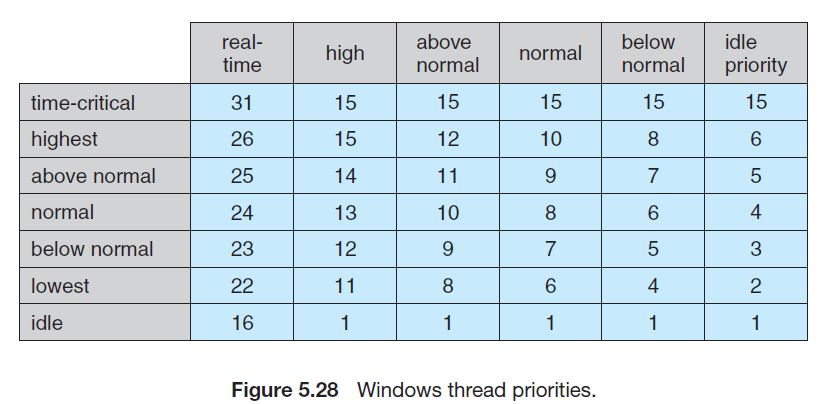 real-time high above normal normal below normal idle priority
time-critical 31 15 15 15 15 15
highest 26 15 12 10 8 6
above normal 25 14 11 9 7 5
normal 24 13 10 8 6 4
below normal 23 12 9 7 5 3
lowest 22 11 8 6 4 2
idle 16 1 1 1 1 1
Figure 5.28 Windows thread priorities.